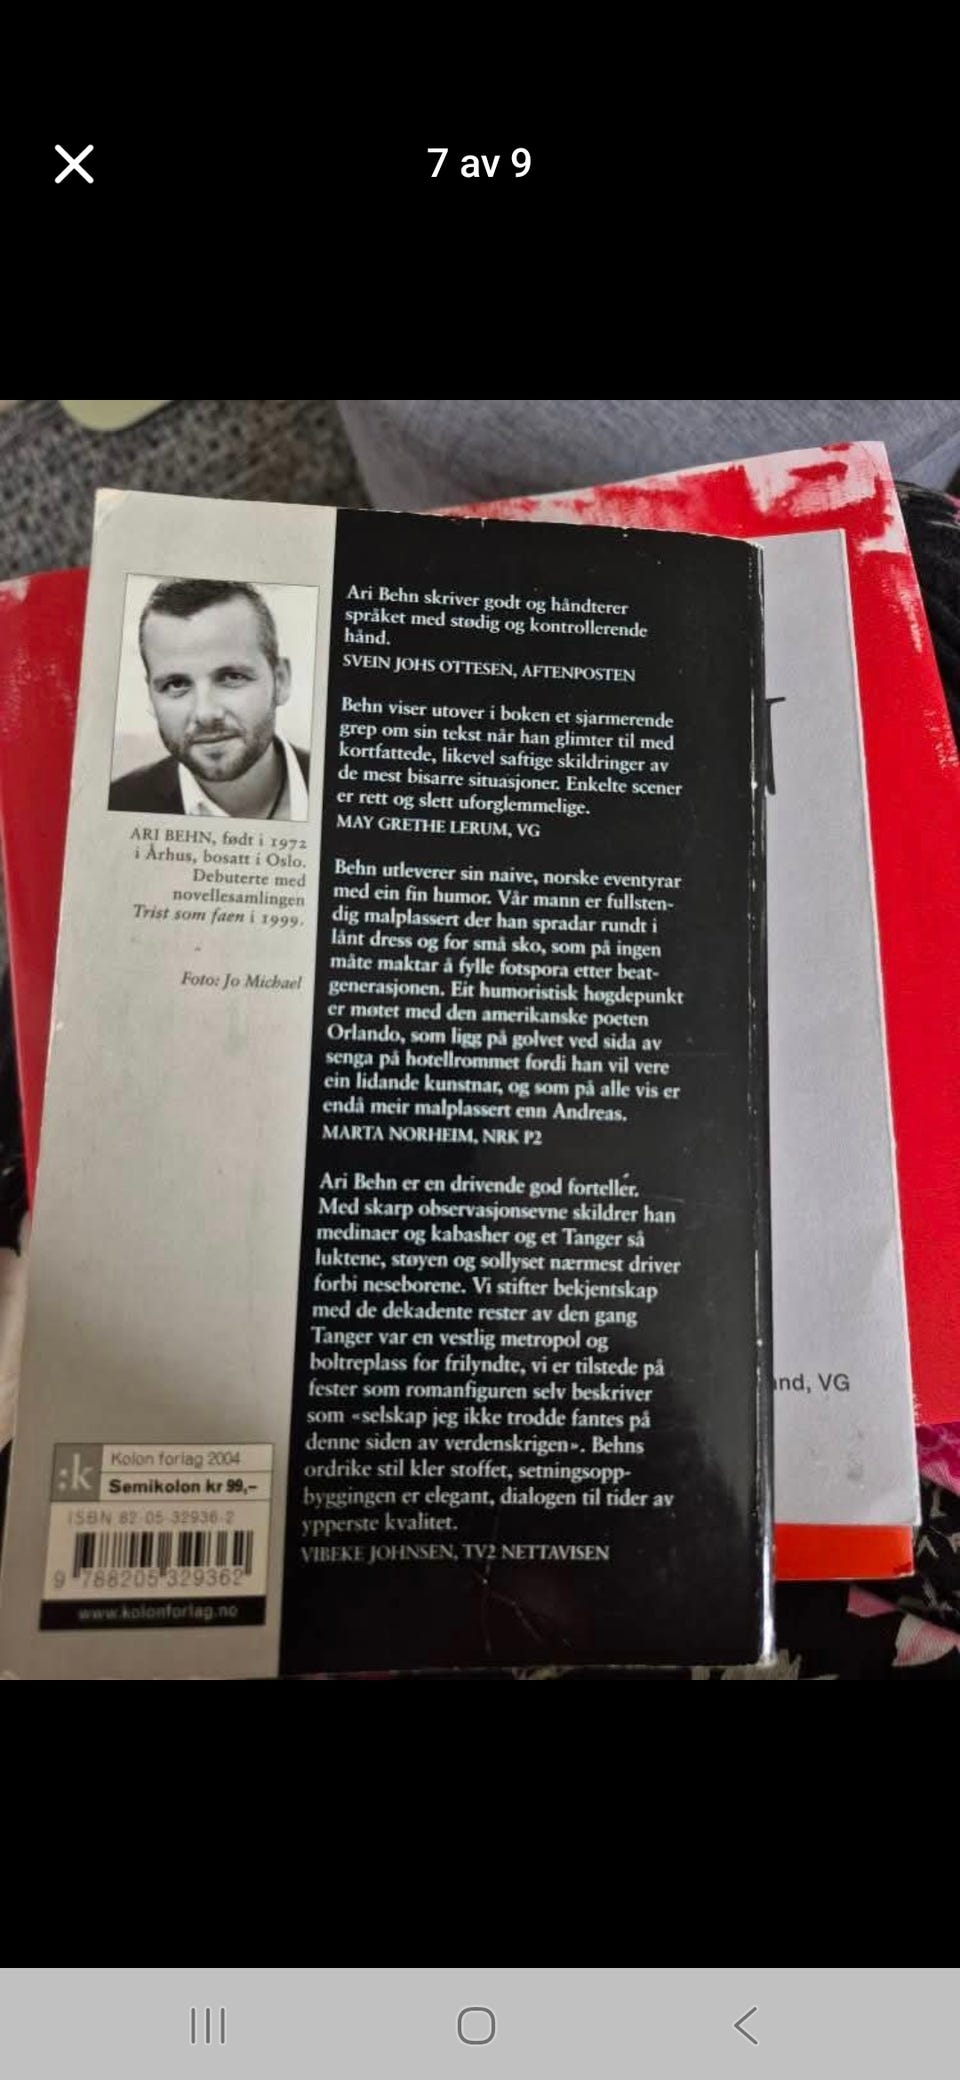 7 av 9
Ari Behn skriver godt og håndterer
språket med stødig og kontrollerende
hånd.
SVEIN JOHS OTTESEN, AFTENPOSTEN
Behn viser utover i boken et sjarmerende
grep om sin tekst når han glimter til med
kortfattede, likevel saftige skildringer av
de mest bisarre situasjoner. Enkelte scener
er rett og slett uforglemmelige.
MAY GRETHE LERUM, VG
Behn utleverer sin naive, norske eventyrar
med ein fin humor. Vår mann er fullsten-
dig malplassert der han spradar rundt i
lånt dress og for små sko, som på ingen
måte maktar å fylle fotspora etter beat-
generasjonen. Eit humoristisk høgdepunkt
er møtet med den amerikanske poeten
Orlando, som ligg på golvet ved sida av
senga på hotellrommet fordi han vil vere
ein lidande kunstnar, og som på alle vis er
endå meir malplassert enn Andreas.
MARTA NORHEIM, NRK P2
Ari Behn er en drivende god forteller.
Med skarp observasjonsevne skildrer han
medinaer og kabasher og et Tanger så
luktene, støyen og sollyset nærmest driver
forbi neseborene. Vi stifter bekjentskap
med de dekadente rester av den gang
Tanger var en vestlig metropol og
boltreplass for frilyndte, vi er tilstede på
fester som romanfiguren selv beskriver
som «selskap jeg ikke trodde fantes på
denne siden av verdenskrigen». Behns
ordrike stil kler stoffet, setningsopp-
byggingen er elegant, dialogen til tider av
ypperste kvalitet.
VIBEKE JOHNSEN, TV2 NETTAVISEN
ARI BEHN, født i 1972
i Århus, bosatt i Oslo.
Debuterte med
novellesamlingen
Trist som faen i 1999.
Foto: Jo Michael
:k
Kolon forlag 2004
Semikolon kr 99,–
ISBN 82-05-32936-2
9 788205 329362
www.kolonforlag.no
nd, VG